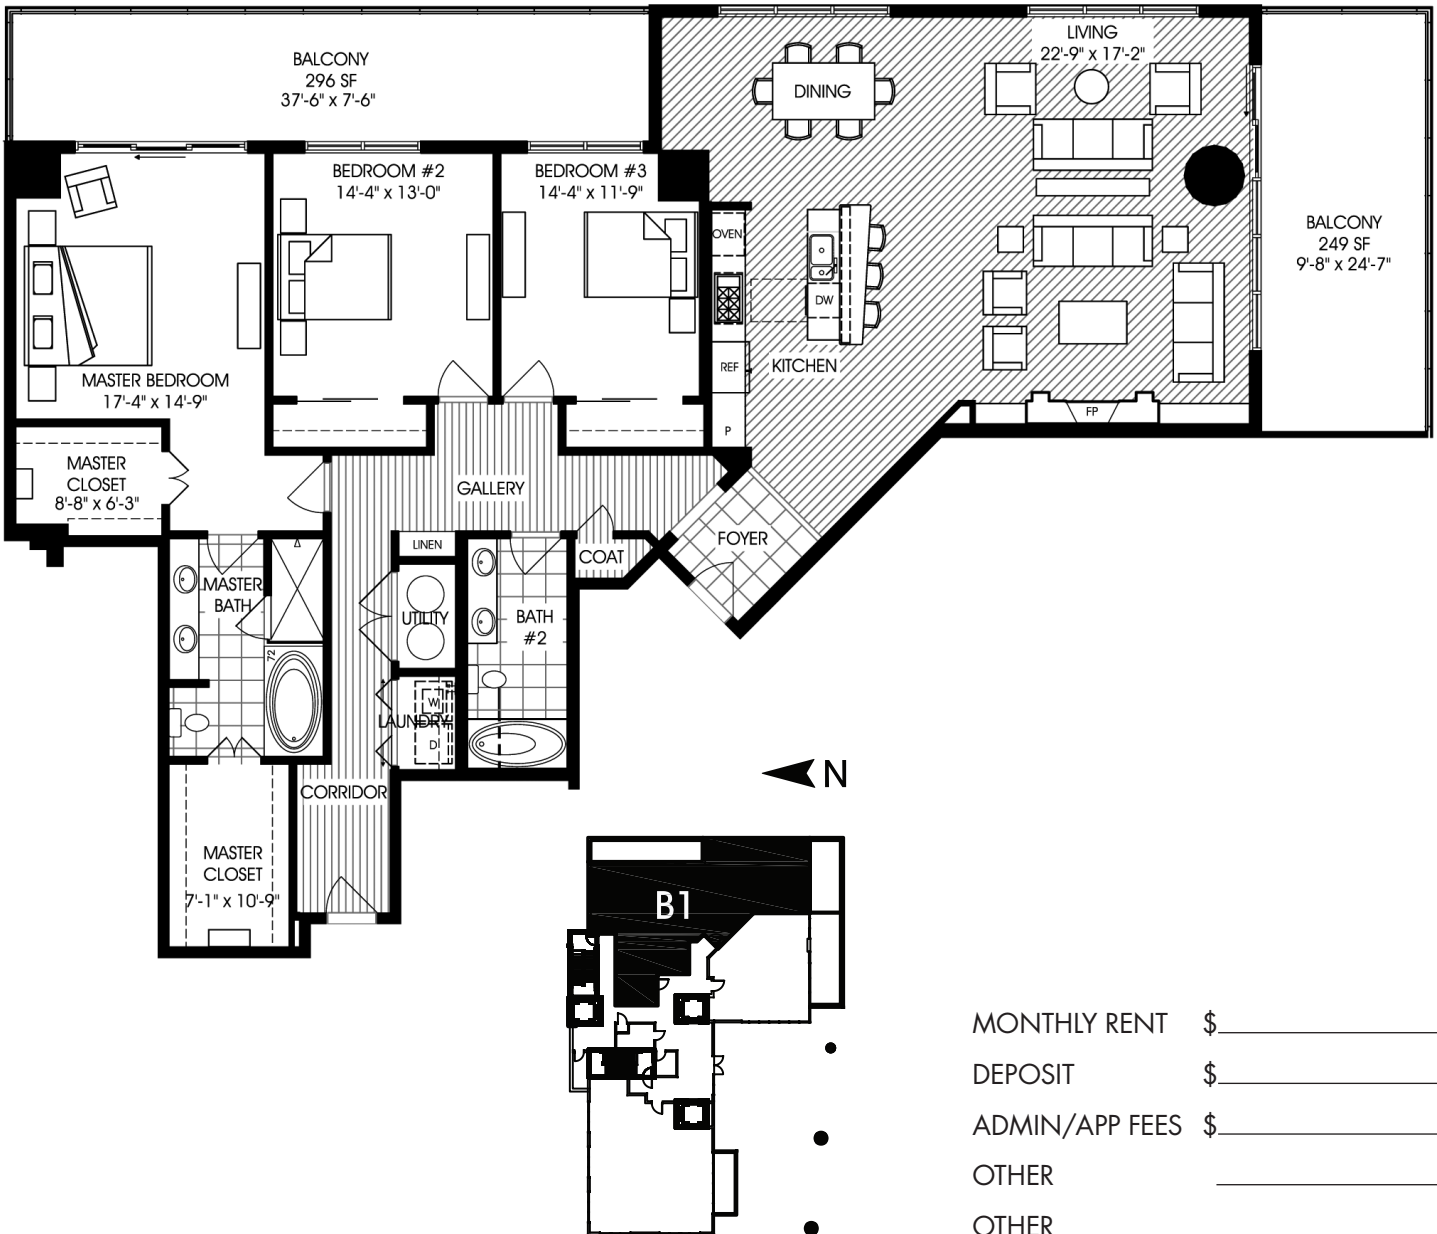 BALCONY
296 SF
37'-6" x 7'-6"
LIVING
22'-9" x 17'-2"
DINING
BEDROOM #2
14'-4" x 13'-0"
BEDROOM #3
14'-4" x 11'-9"
BALCONY
249 SF
9'-8" x 24'-7"
OVEN
DW
REF
KITCHEN
MASTER BEDROOM
17'-4" x 14'-9"
FP
P
MASTER
CLOSET
8'-8" x 6'-3"
GALLERY
LINEN
COAT
FOYER
MASTER
BATH
UTILITY
BATH
#2
72
W
LAUNDRY
D
CORRIDOR
N
MASTER
CLOSET
7'-1" x 10'-9"
B1
MONTHLY RENT $
DEPOSIT $
ADMIN/APP FEES $
OTHER
OTHER